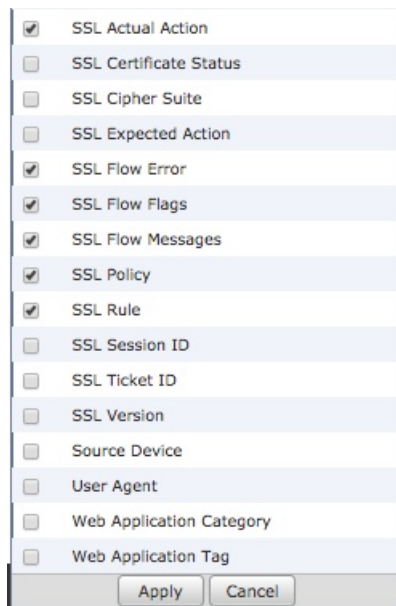 SSL Actual Action
SSL Certificate Status
SSL Cipher Suite
SSL Expected Action
SSL Flow Error
SSL Flow Flags
SSL Flow Messages
SSL Policy
SSL Rule
SSL Session ID
SSL Ticket ID
SSL Version
Source Device
User Agent
Web Application Category
Web Application Tag
Apply Cancel